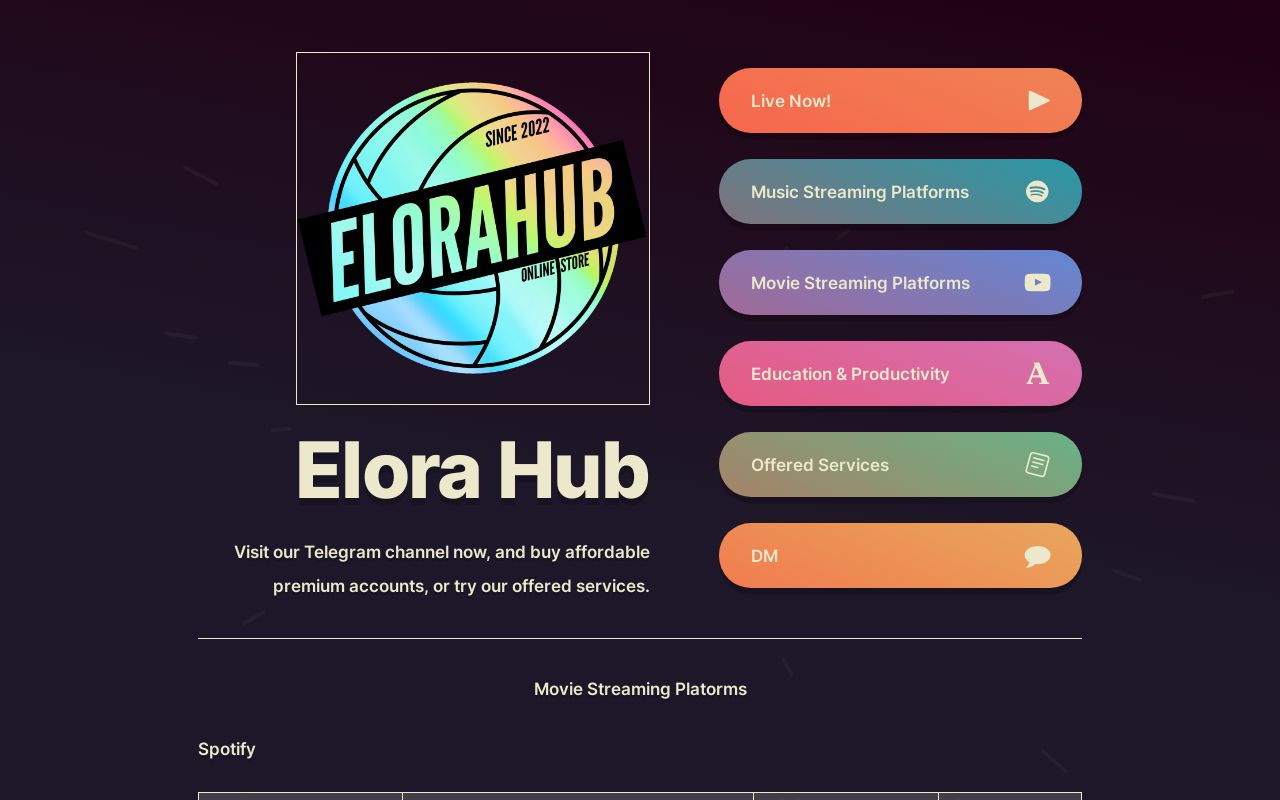 SINCE 2022
ELORAHUB
ONLINE STORE
Elora Hub
Visit our Telegram channel now, and buy affordable
premium accounts, or try our offered services.
Live Now!
Music Streaming Platforms
Movie Streaming Platforms
Education & Productivity
Offered Services
DM
Movie Streaming Platorms
Spotify